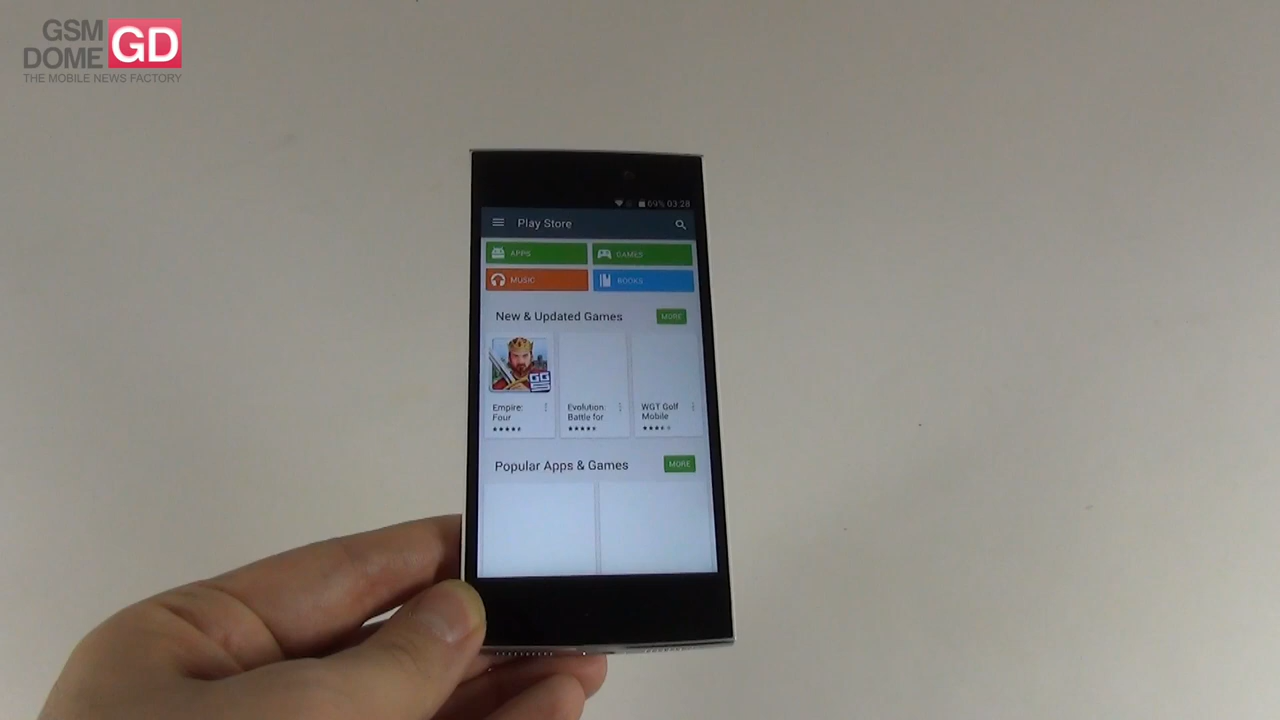 GSM
DOME GD
THE MOBILE NEWS FACTORY
69% 03:28
Play Store
APPS GAMES
MUSIC BOOKS
New & Updated Games MORE
GGS
Empire: Evolution: WGT Golf
Four Battle for Mobile
Popular Apps & Games MORE